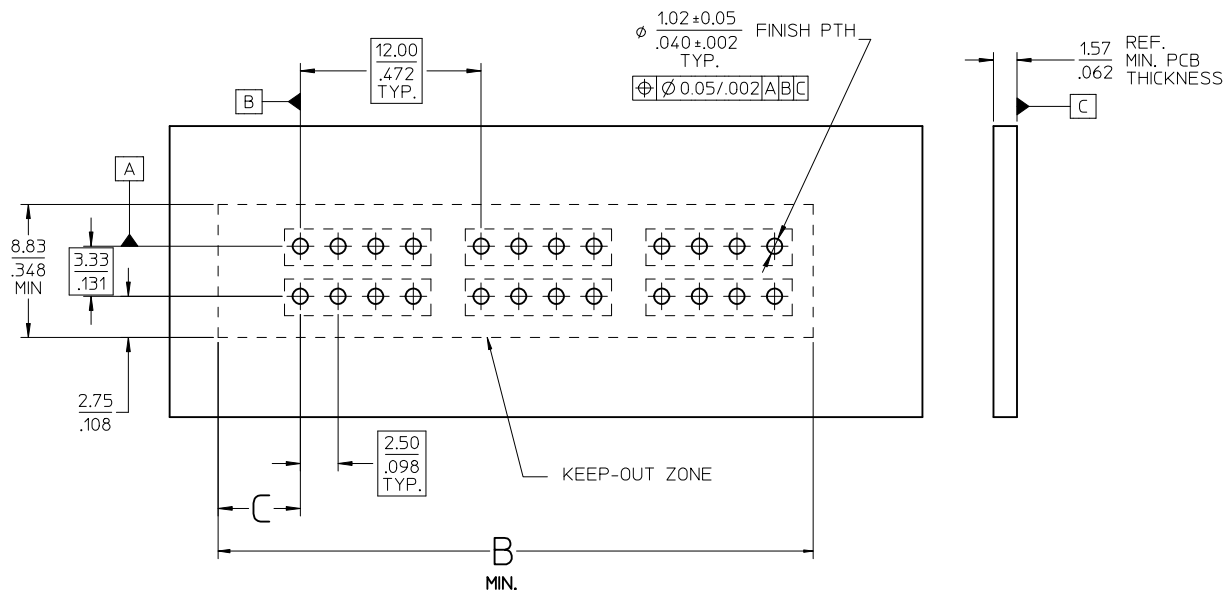 ø 1.02±0.05
.040±.002
TYP.
FINISH PTH
⌖ Ø 0.05/.002 A B C
12.00
.472
TYP.
1.57
.062
REF.
MIN. PCB
THICKNESS
B
C
A
8.83
.348
MIN
3.33
.131
2.75
.108
2.50
.098
TYP.
KEEP-OUT ZONE
C
B
MIN.